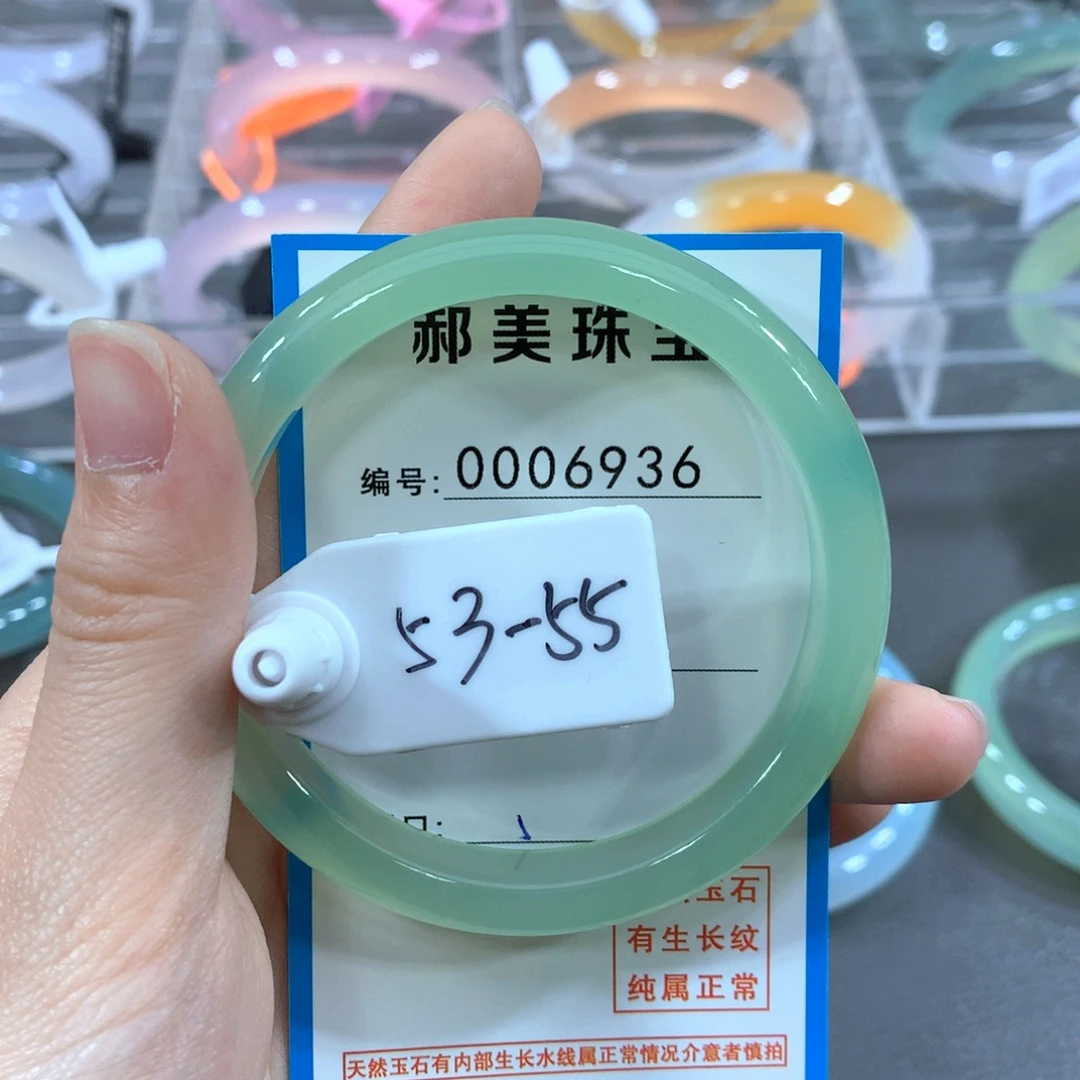 郝美珠宝
编号: 0006936
53-55
玉石
有生长纹
纯属正常
天然玉石有内部生长水线属正常情况介意者慎拍